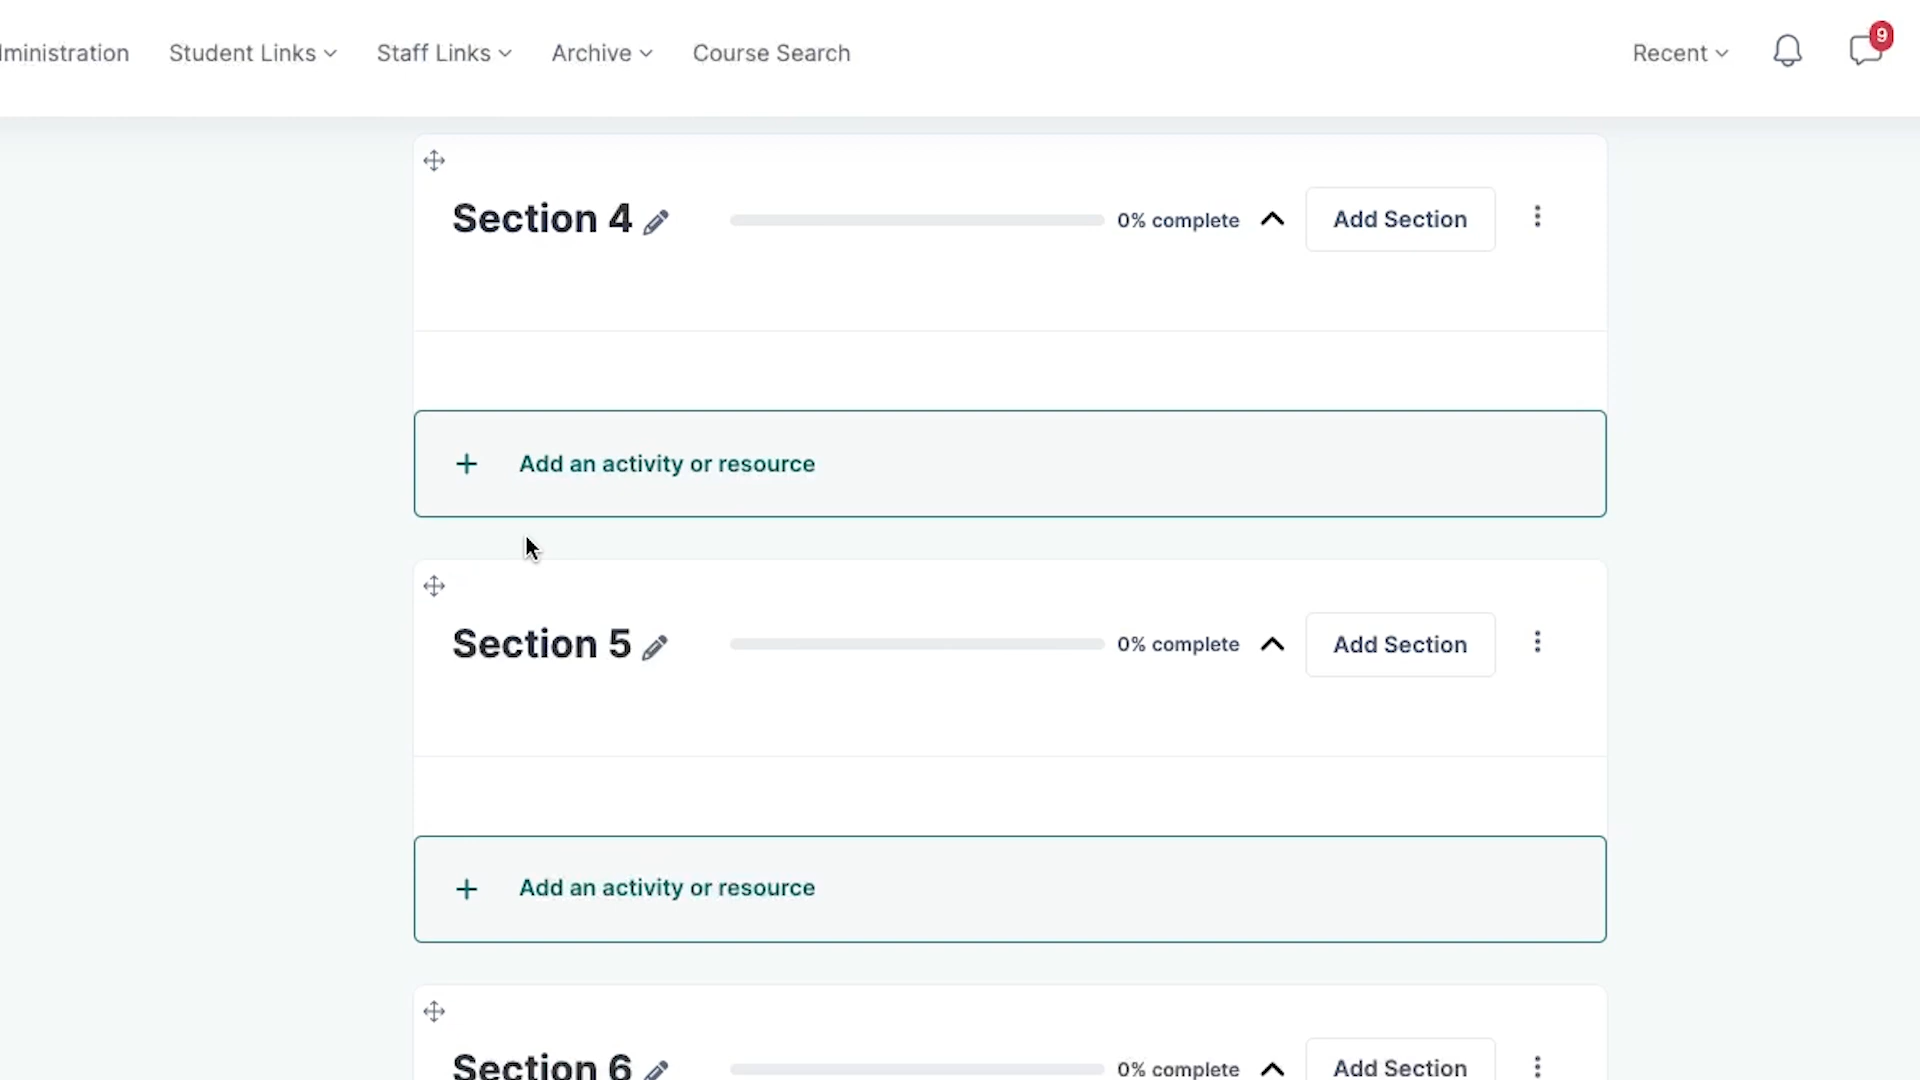 ministration Student Links Staff Links Archive Course Search Recent 9
Section 4 0% complete Add Section
Add an activity or resource
Section 5 0% complete Add Section
Add an activity or resource
Section 6 0% complete Add Section